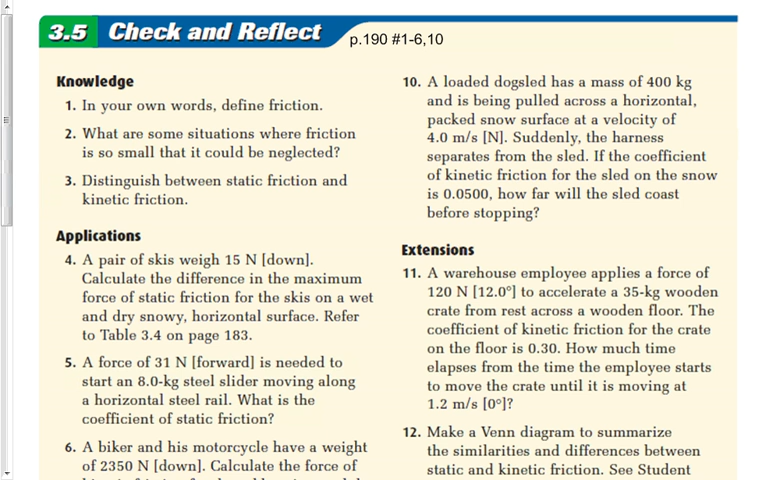 3.5 Check and Reflect
p.190 #1-6,10
Knowledge
1. In your own words, define friction.
2. What are some situations where friction
is so small that it could be neglected?
3. Distinguish between static friction and
kinetic friction.
Applications
4. A pair of skis weigh 15 N [down].
Calculate the difference in the maximum
force of static friction for the skis on a wet
and dry snowy, horizontal surface. Refer
to Table 3.4 on page 183.
5. A force of 31 N [forward] is needed to
start an 8.0-kg steel slider moving along
a horizontal steel rail. What is the
coefficient of static friction?
6. A biker and his motorcycle have a weight
of 2350 N [down]. Calculate the force of
10. A loaded dogsled has a mass of 400 kg
and is being pulled across a horizontal,
packed snow surface at a velocity of
4.0 m/s [N]. Suddenly, the harness
separates from the sled. If the coefficient
of kinetic friction for the sled on the snow
is 0.0500, how far will the sled coast
before stopping?
Extensions
11. A warehouse employee applies a force of
120 N [12.0°] to accelerate a 35-kg wooden
crate from rest across a wooden floor. The
coefficient of kinetic friction for the crate
on the floor is 0.30. How much time
elapses from the time the employee starts
to move the crate until it is moving at
1.2 m/s [0°]?
12. Make a Venn diagram to summarize
the similarities and differences between
static and kinetic friction. See Student